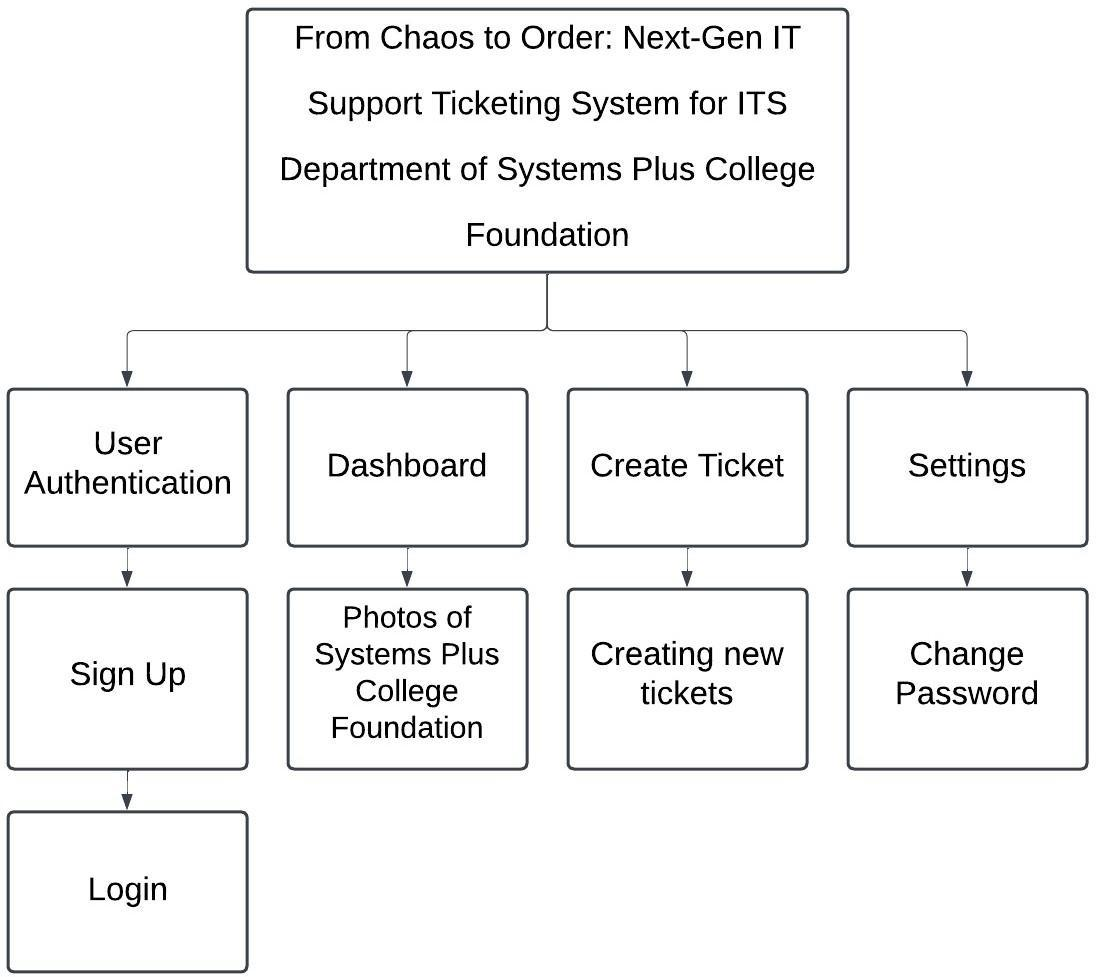 From Chaos to Order: Next-Gen IT
Support Ticketing System for ITS
Department of Systems Plus College
Foundation
User
Authentication
Dashboard
Create Ticket
Settings
Sign Up
Photos of
Systems Plus
College
Foundation
Creating new
tickets
Change
Password
Login